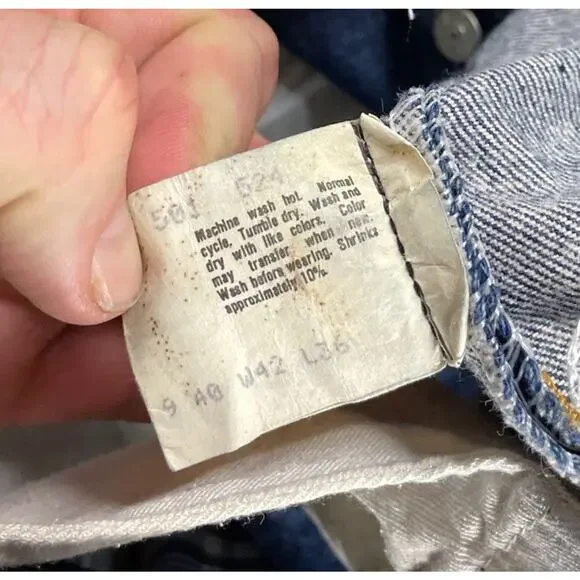 501 524
Machine wash hot. Normal
cycle. Tumble dry. Wash and
dry with like colors. Color
may transfer when new.
Wash before wearing. Shrinks
approximately 10%.
9 A0 W42 L36